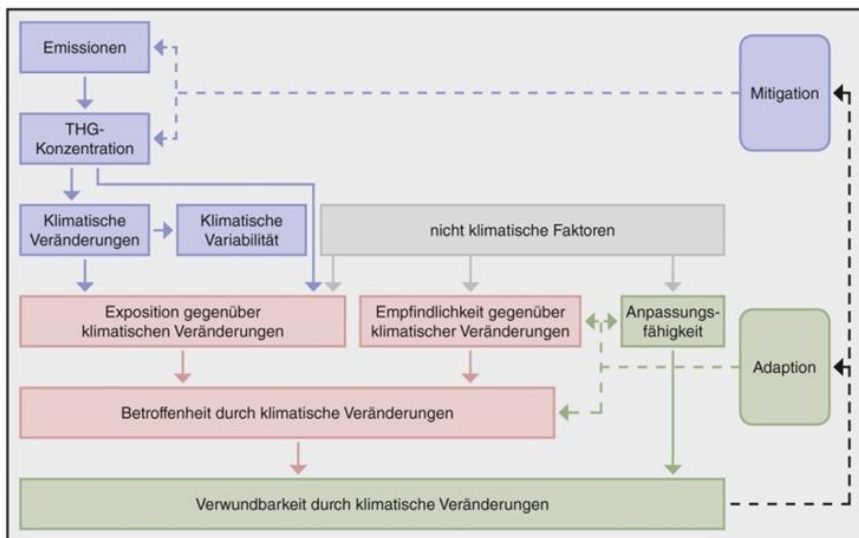 Emissionen
Mitigation
THG-
Konzentration
Klimatische
Veränderungen
Klimatische
Variabilität
nicht klimatische Faktoren
Exposition gegenüber
klimatischen Veränderungen
Empfindlichkeit gegenüber
klimatischer Veränderungen
Anpassungs-
fähigkeit
Adaption
Betroffenheit durch klimatische Veränderungen
Verwundbarkeit durch klimatische Veränderungen